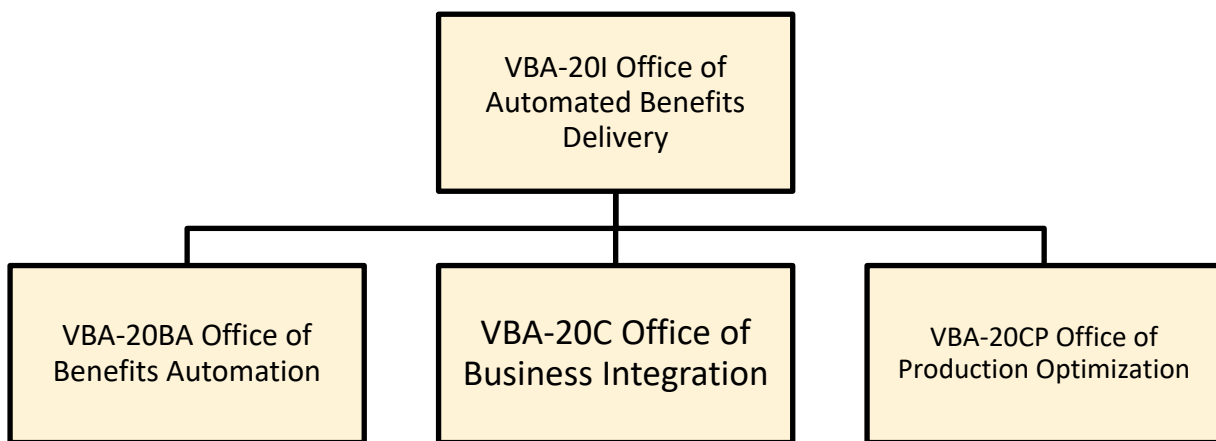 VBA-20I Office of
Automated Benefits
Delivery
VBA-20BA Office of
Benefits Automation
VBA-20C Office of
Business Integration
VBA-20CP Office of
Production Optimization